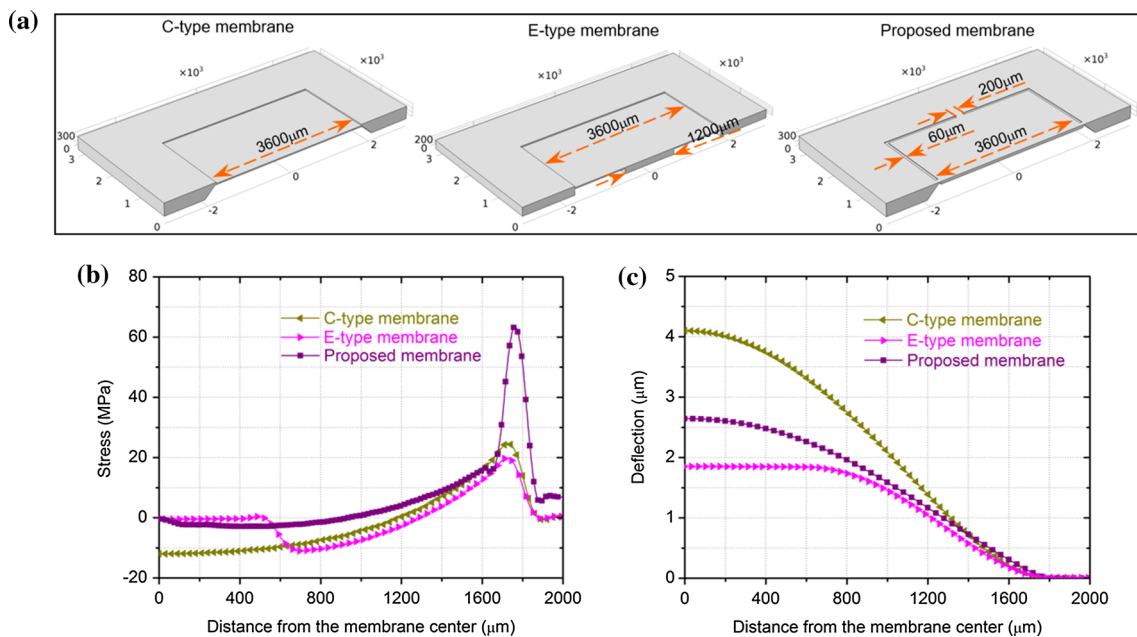 (a)
C-type membrane
E-type membrane
Proposed membrane
×10³
×10³
×10³
×10³
×10³
×10³
3600μm
3600μm
1200μm
200μm
60μm
3600μm
300
3
2
1
0
-2
0
2
200
3
2
1
0
-2
0
2
300
3
2
1
0
-2
0
2
(b)
80
60
40
20
0
-20
Stress (MPa)
C-type membrane
E-type membrane
Proposed membrane
0
400
800
1200
1600
2000
Distance from the membrane center (μm)
(c)
5
4
3
2
1
0
Deflection (μm)
C-type membrane
E-type membrane
Proposed membrane
0
400
800
1200
1600
2000
Distance from the membrane center (μm)